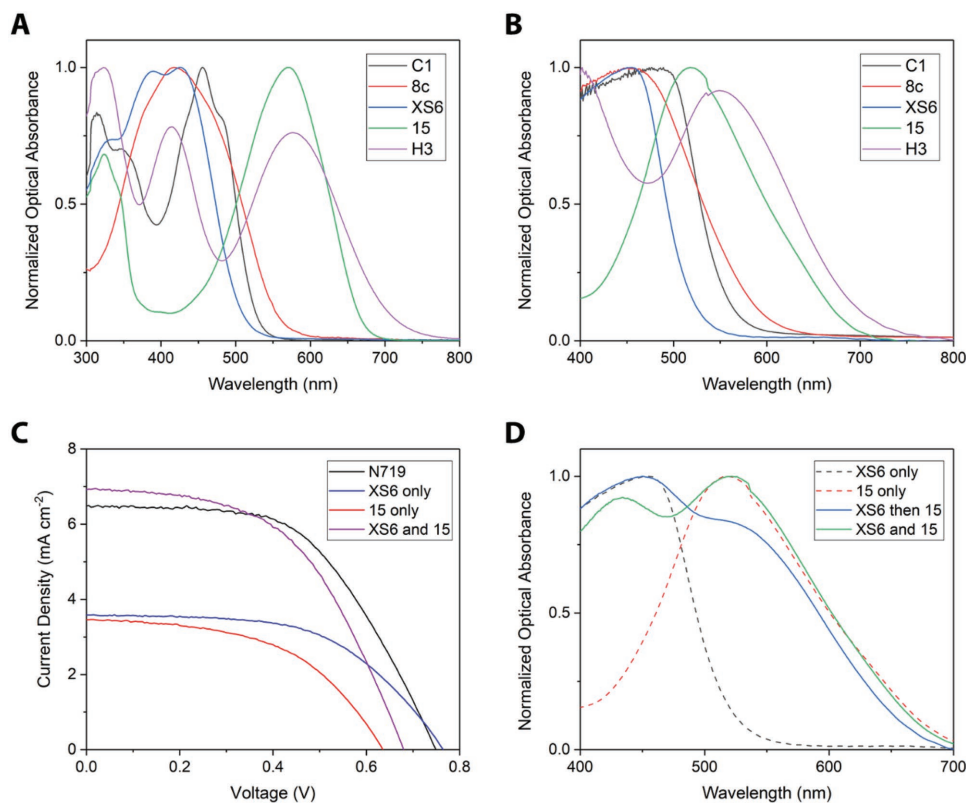 A
B
1.0
0.5
0.0
300 400 500 600 700 800
Wavelength (nm)
Normalized Optical Absorbance
C1
8c
XS6
15
H3
1.0
0.5
0.0
400 500 600 700 800
Wavelength (nm)
Normalized Optical Absorbance
C1
8c
XS6
15
H3
C
D
8
6
4
2
0
0.0 0.2 0.4 0.6 0.8
Voltage (V)
Current Density (mA cm⁻²)
N719
XS6 only
15 only
XS6 and 15
1.0
0.5
0.0
400 500 600 700
Wavelength (nm)
Normalized Optical Absorbance
XS6 only
15 only
XS6 then 15
XS6 and 15